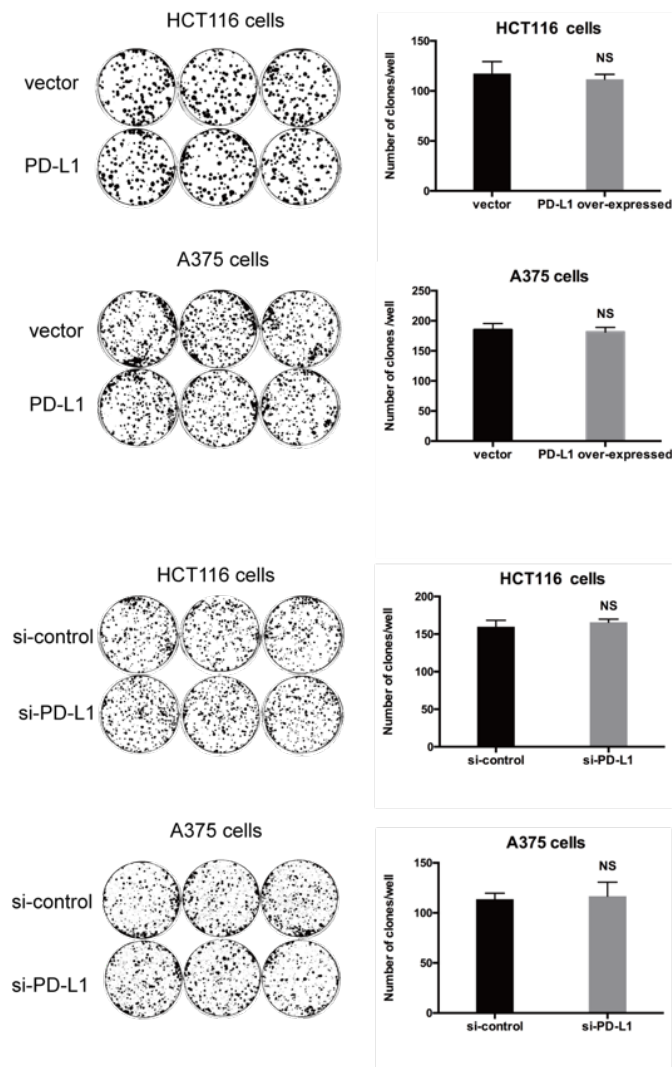 HCT116 cells
vector
PD-L1
HCT116 cells
Number of clones/well
150
100
50
0
NS
vector
PD-L1 over-expressed
A375 cells
vector
PD-L1
A375 cells
Number of clones /well
250
200
150
100
50
0
NS
vector
PD-L1 over-expressed
HCT116 cells
si-control
si-PD-L1
HCT116 cells
Number of clones/well
200
150
100
50
0
NS
si-control
si-PD-L1
A375 cells
si-control
si-PD-L1
A375 cells
Number of clones/well
150
100
50
0
NS
si-control
si-PD-L1